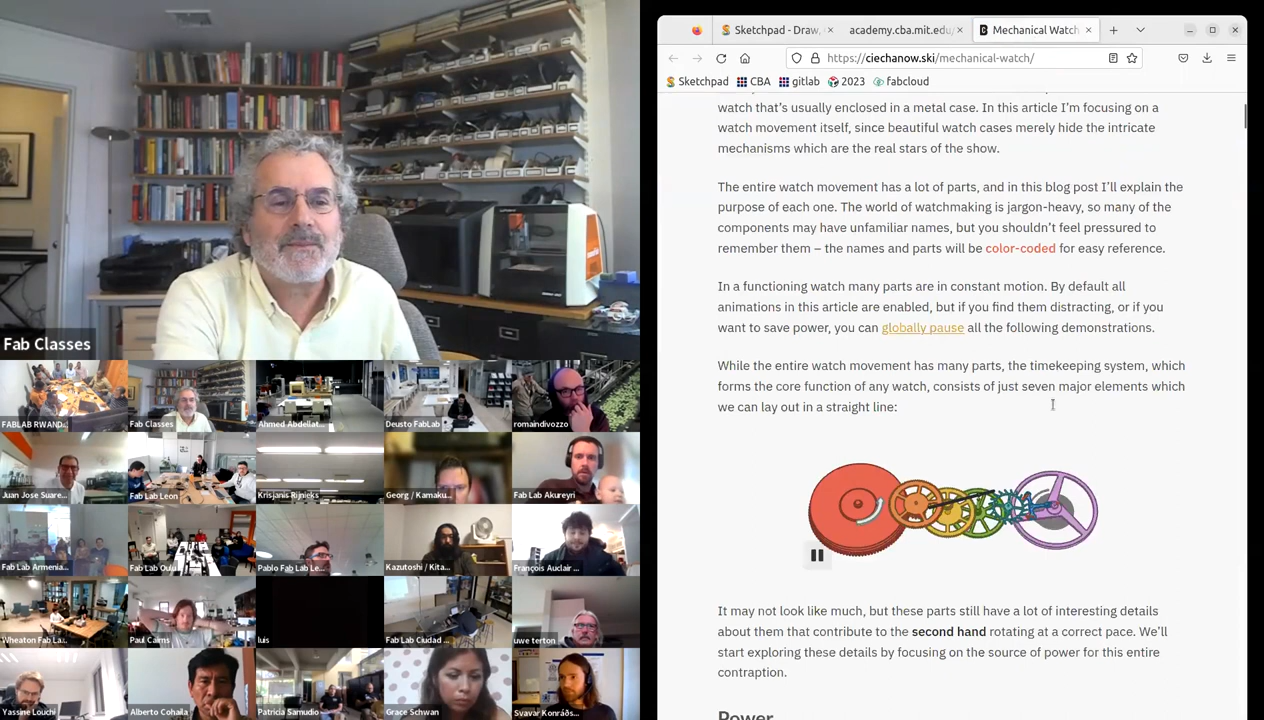 Fab Classes
FABLAB RWAND...
Fab Classes
Ahmed Abdellat...
Deusto FabLab
romaindivozzo
Juan Jose Suare...
Fab Lab Leon
Krisjanis Rijnieks
Georg / Kamaku...
Fab Lab Akureyri
Fab Lab Armenia...
Fab Lab Oulu
Pablo Fab Lab Le...
Kazutoshi / Kita...
François Auclair ...
Wheaton Fab La...
Paul Cairns
luis
Fab Lab Ciudad ...
uwe terton
Yassine Louchi
Alberto Cohaila
Patricia Samudio
Grace Schwan
Svavar Konráðs...
Sketchpad - Draw,
academy.cba.mit.edu/
Mechanical Watch
https://ciechanow.ski/mechanical-watch/
Sketchpad
CBA
gitlab
2023
fabcloud
watch that's usually enclosed in a metal case. In this article I'm focusing on a
watch movement itself, since beautiful watch cases merely hide the intricate
mechanisms which are the real stars of the show.
The entire watch movement has a lot of parts, and in this blog post I'll explain the
purpose of each one. The world of watchmaking is jargon-heavy, so many of the
components may have unfamiliar names, but you shouldn't feel pressured to
remember them – the names and parts will be color-coded for easy reference.
In a functioning watch many parts are in constant motion. By default all
animations in this article are enabled, but if you find them distracting, or if you
want to save power, you can globally pause all the following demonstrations.
While the entire watch movement has many parts, the timekeeping system, which
forms the core function of any watch, consists of just seven major elements which
we can lay out in a straight line:
It may not look like much, but these parts still have a lot of interesting details
about them that contribute to the second hand rotating at a correct pace. We'll
start exploring these details by focusing on the source of power for this entire
contraption.
Power